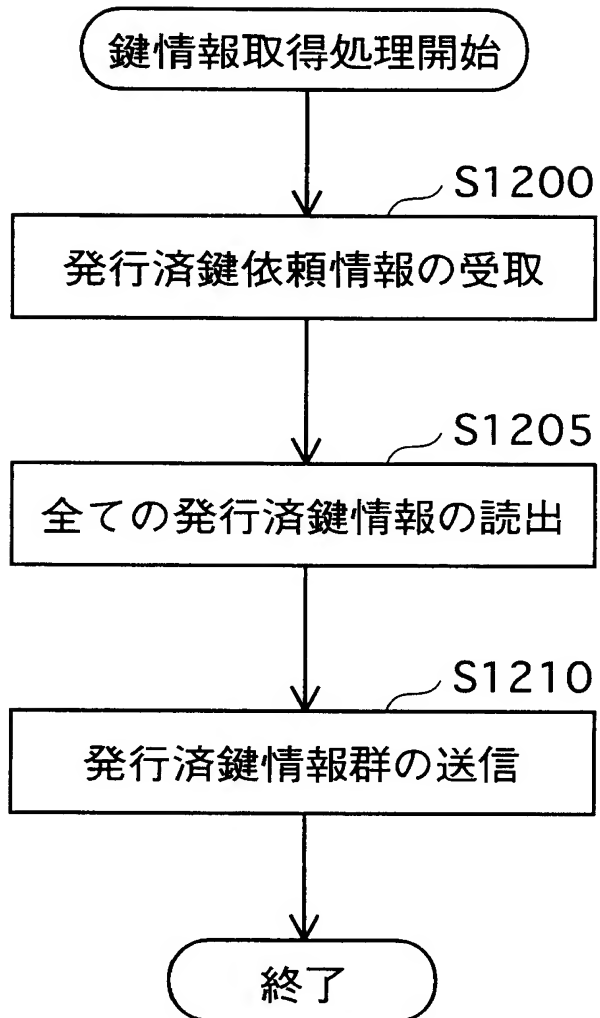 鍵情報取得処理開始
S1200
発行済鍵依頼情報の受取
S1205
全ての発行済鍵情報の読出
S1210
発行済鍵情報群の送信
終了